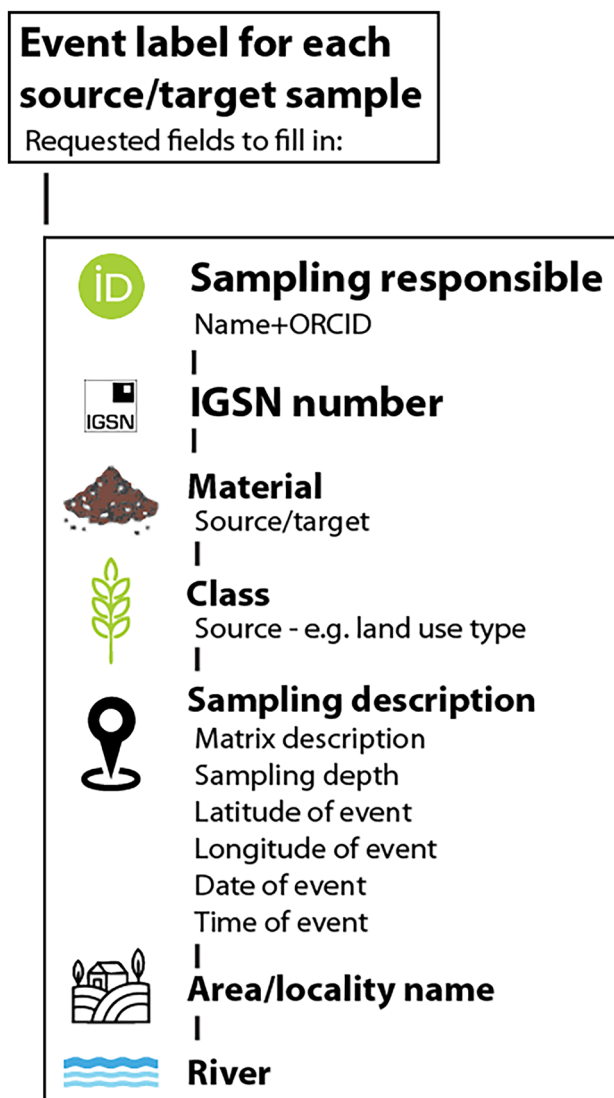 Event label for each
source/target sample
Requested fields to fill in:
iD
Sampling responsible
Name+ORCID
IGSN
IGSN number
Material
Source/target
Class
Source - e.g. land use type
Sampling description
Matrix description
Sampling depth
Latitude of event
Longitude of event
Date of event
Time of event
Area/locality name
River